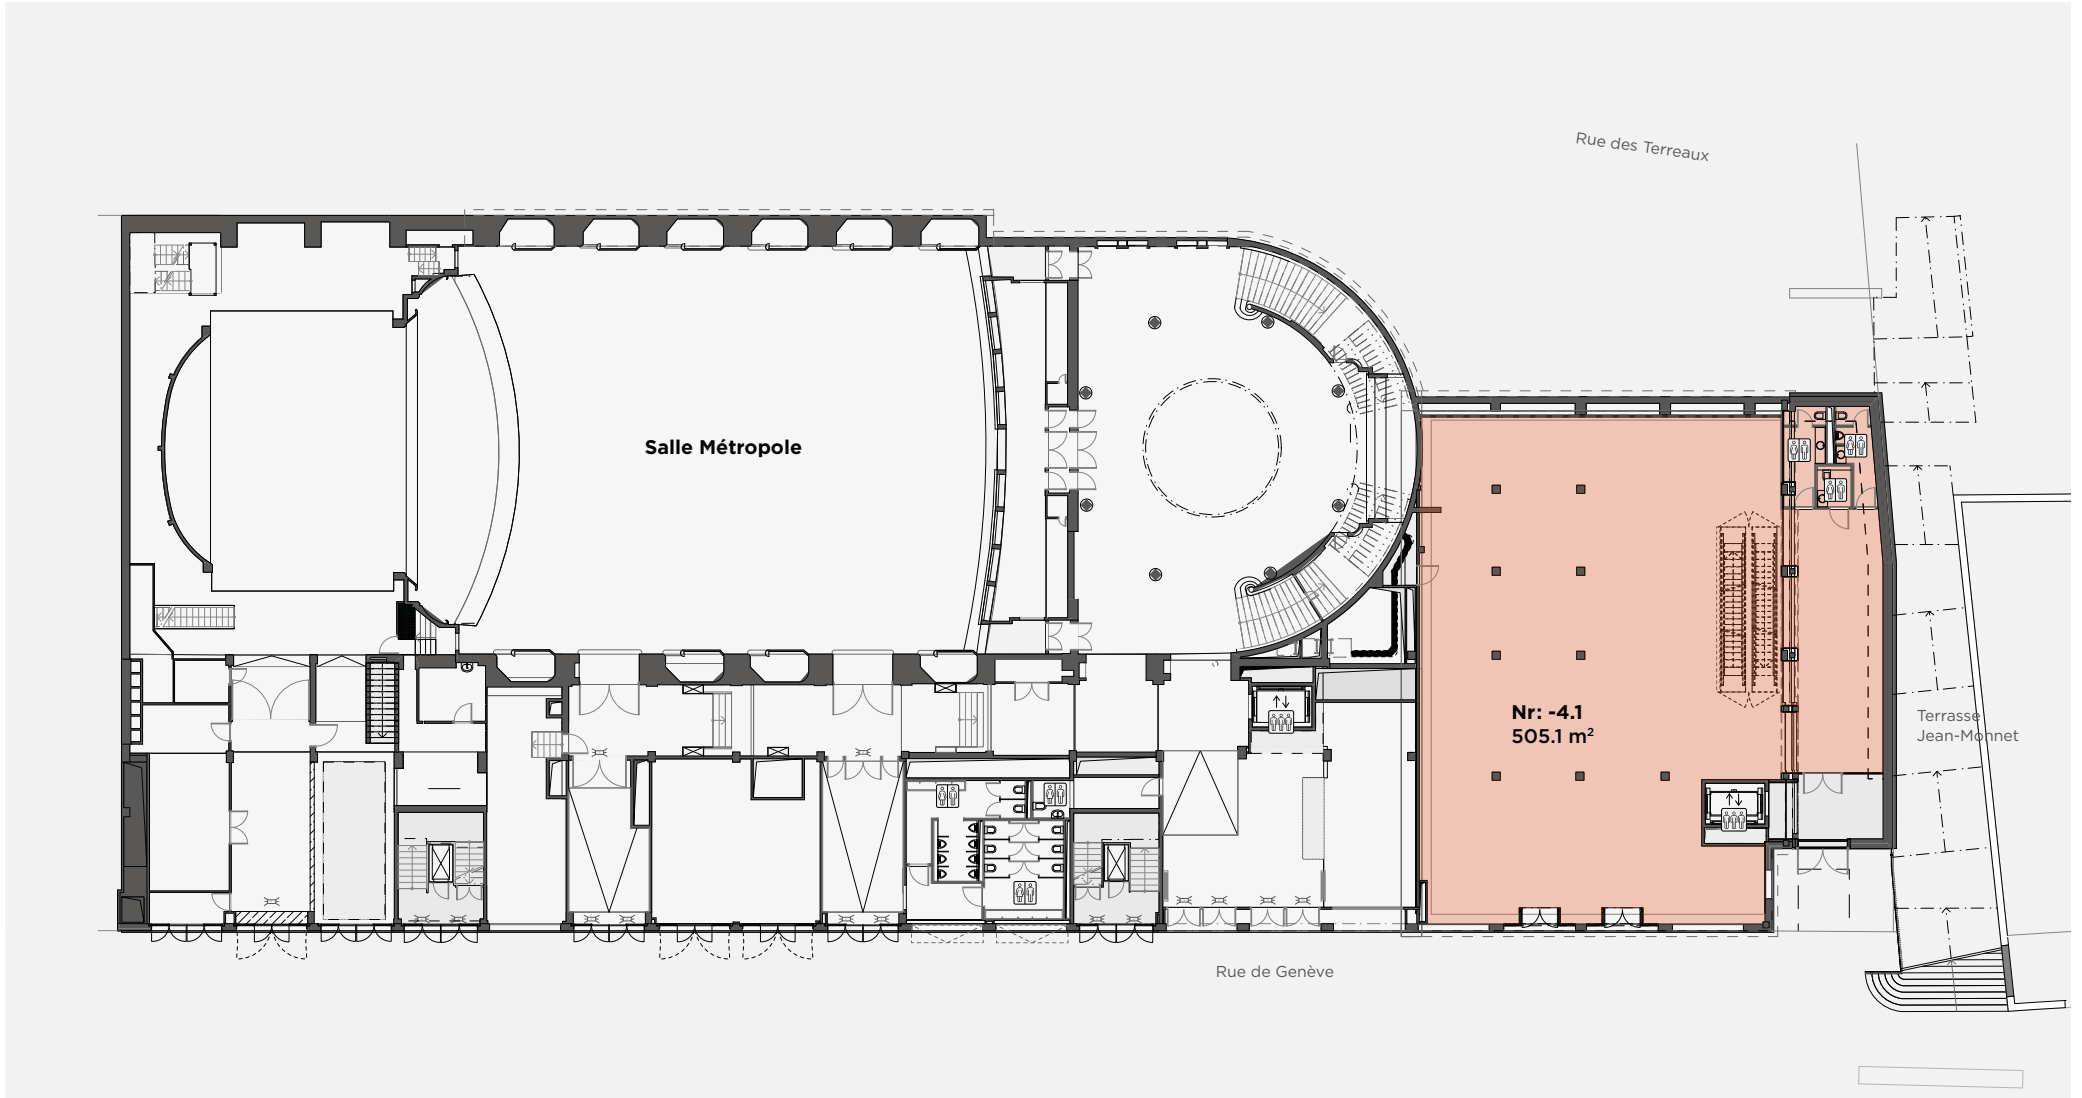 Rue des Terreaux
Salle Métropole
Nr: -4.1
505.1 m²
Terrasse
Jean-Monnet
Rue de Genève